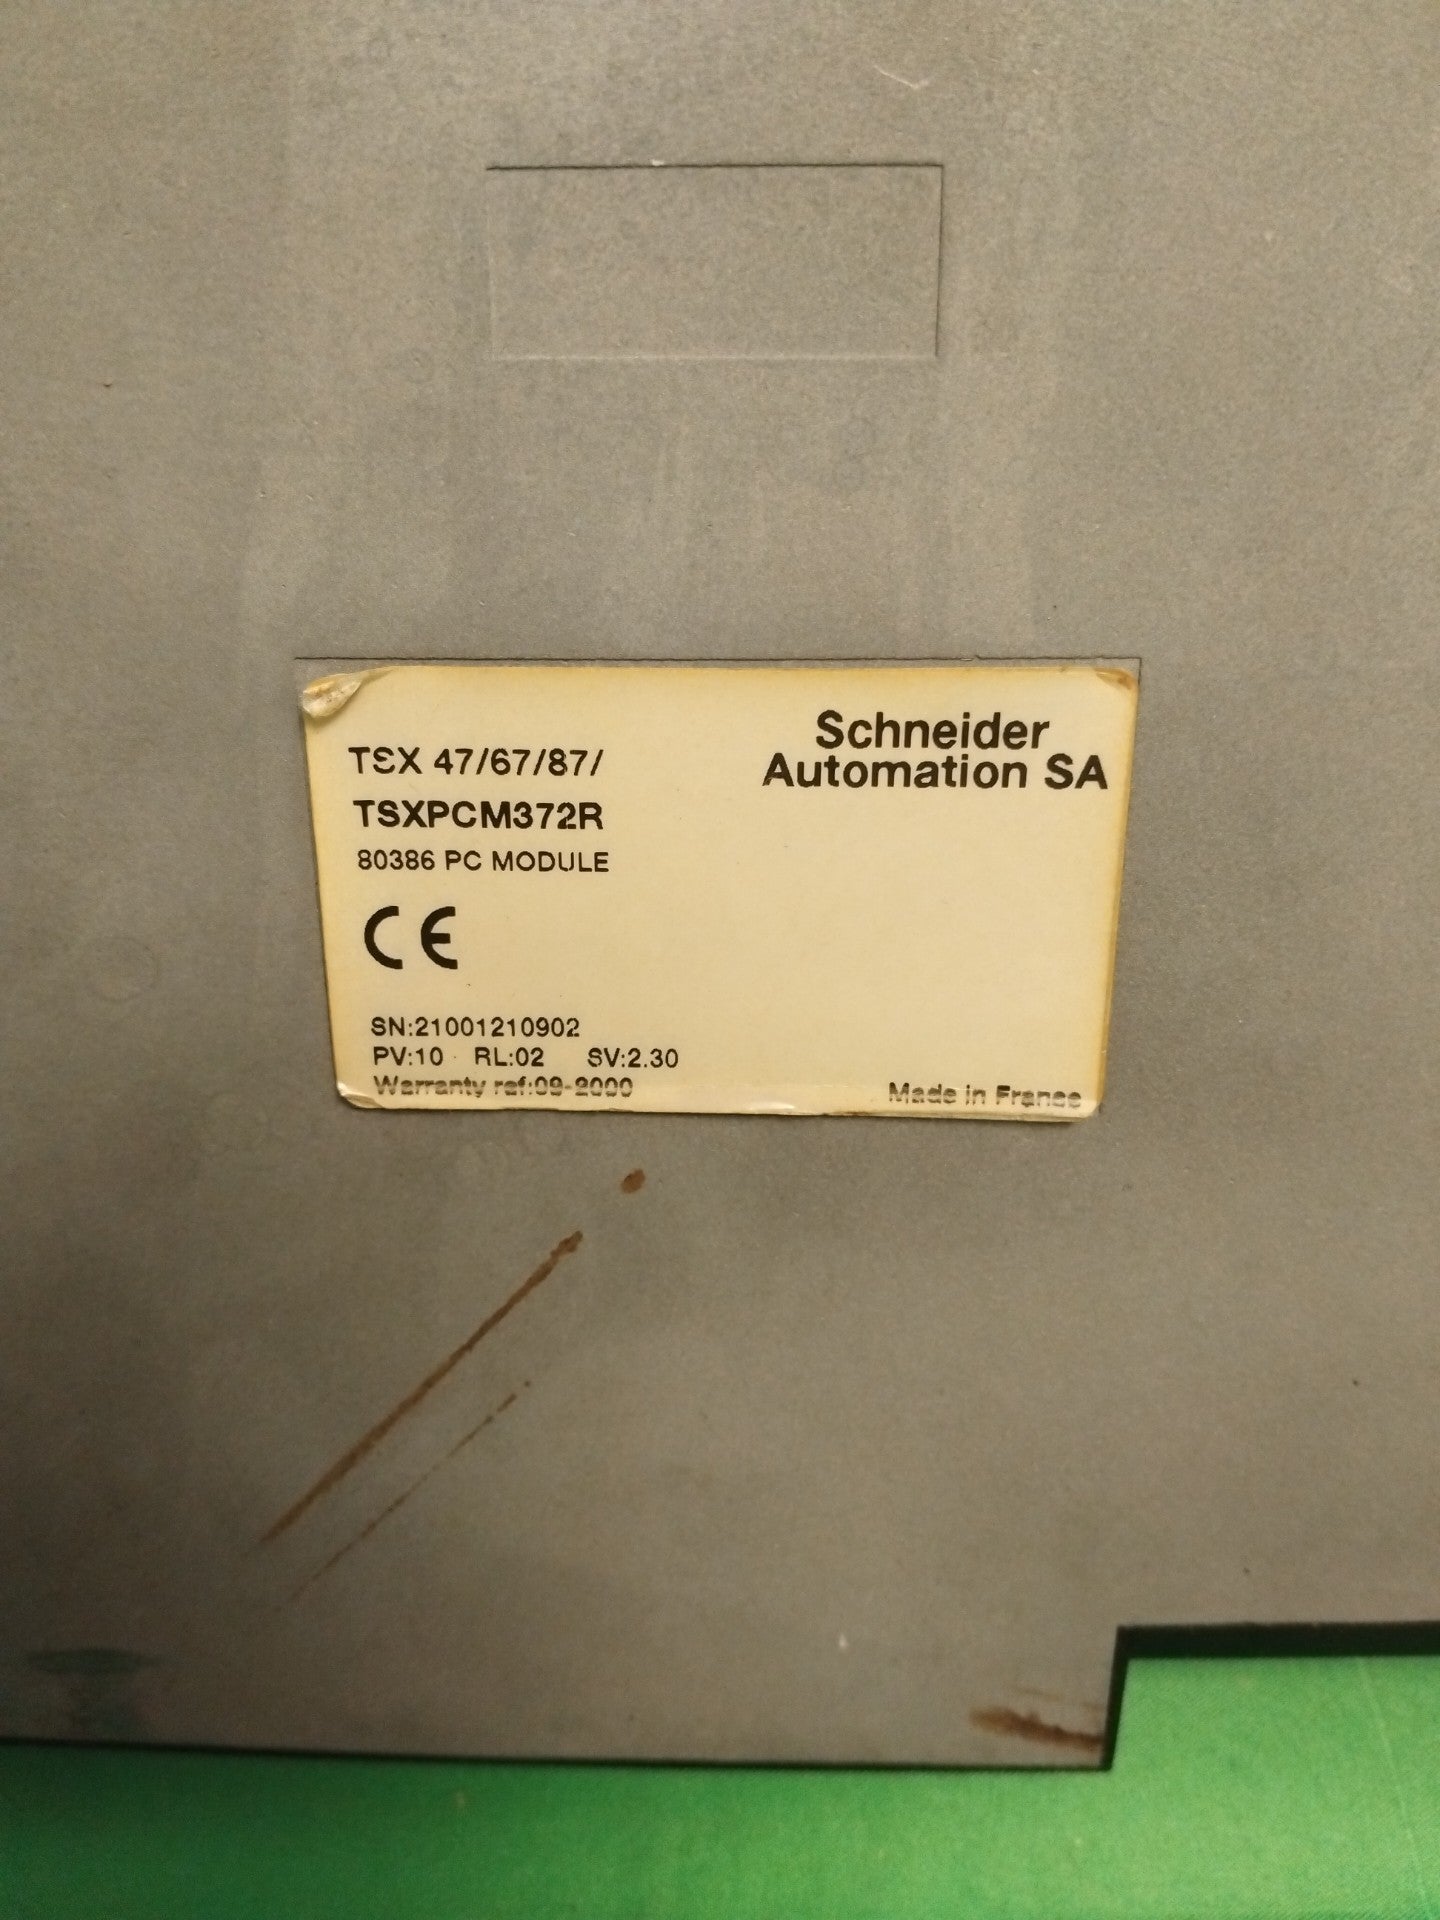 Schneider
Automation SA
TSX 47/67/87/
TSXPCM372R
80386 PC MODULE
CE
SN:21001210902
PV:10 RL:02 SV:2.30
Warranty ref:09-2000
Made in France